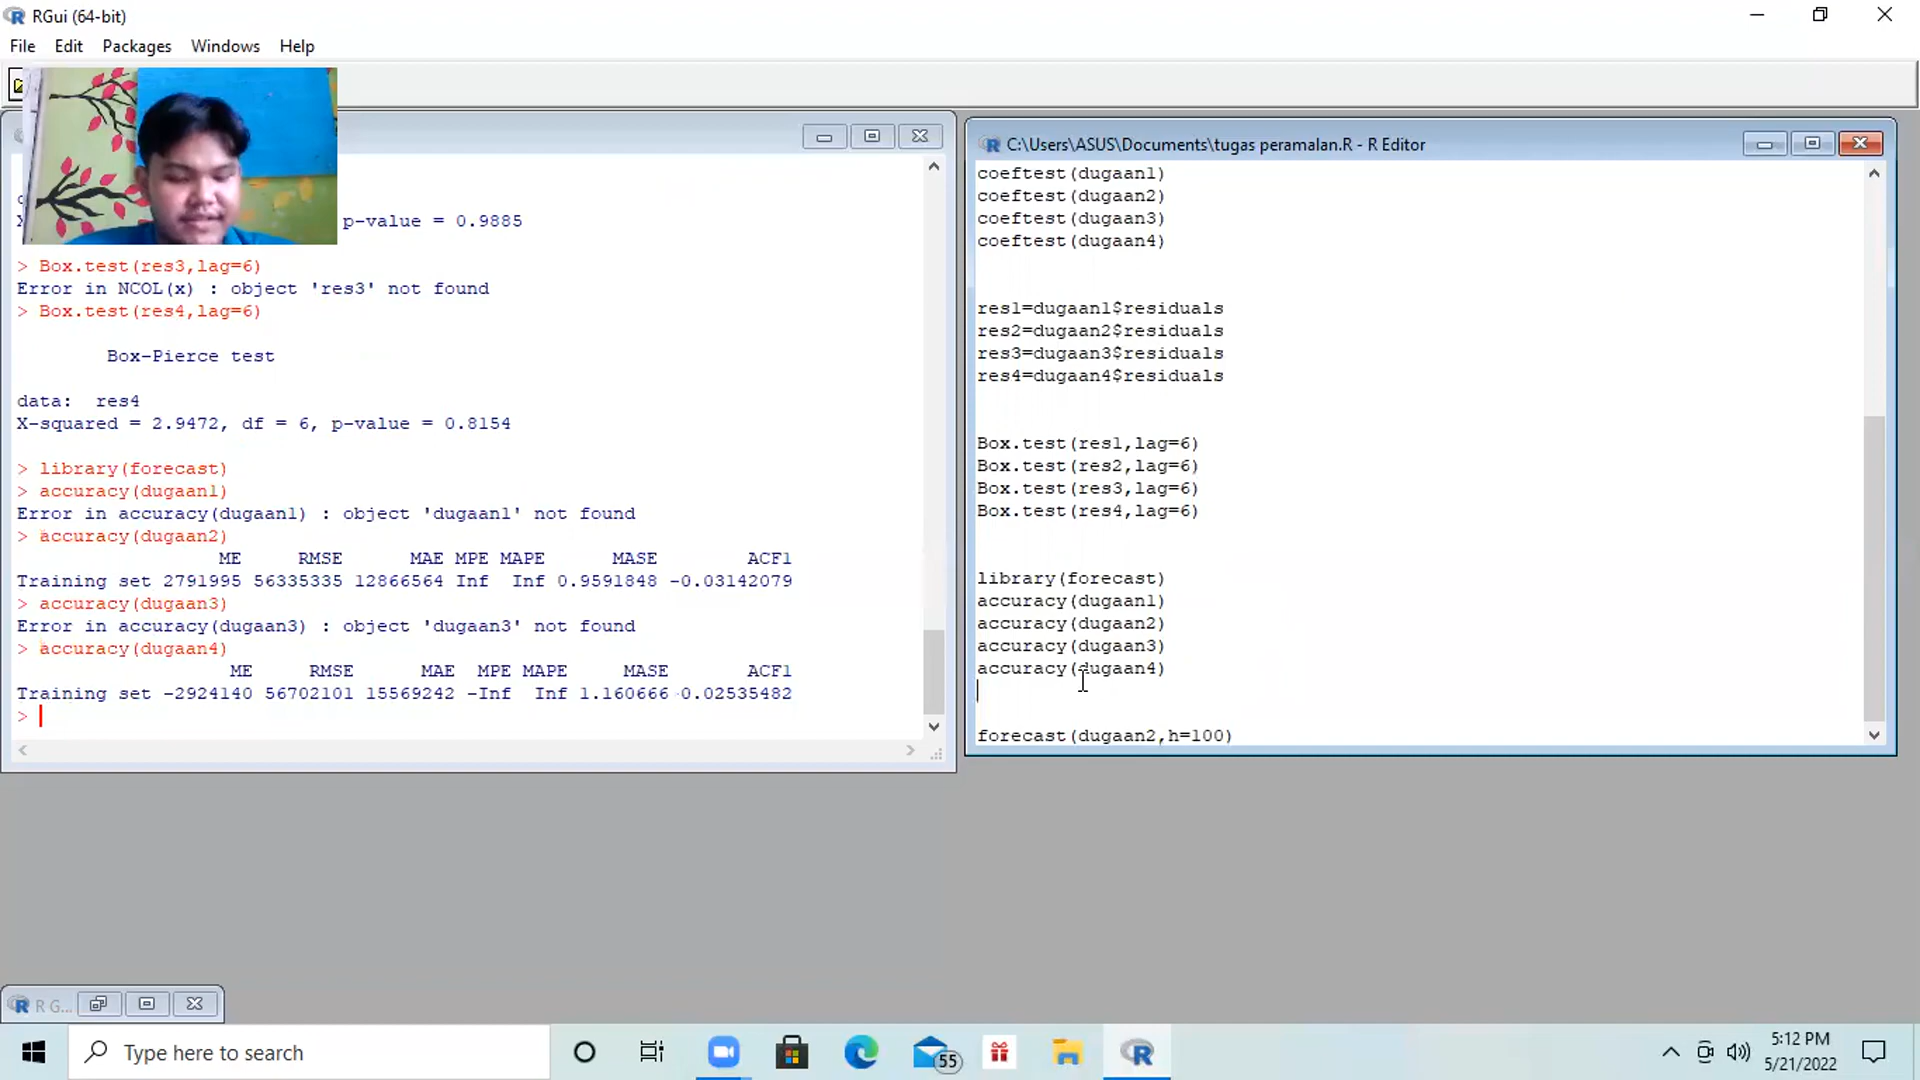 RGui (64-bit)
File Edit Packages Windows Help
p-value = 0.9885
> Box.test(res3,lag=6)
Error in NCOL(x) : object 'res3' not found
> Box.test(res4,lag=6)
Box-Pierce test
data: res4
X-squared = 2.9472, df = 6, p-value = 0.8154
> library(forecast)
> accuracy(dugaan1)
Error in accuracy(dugaan1) : object 'dugaan1' not found
> accuracy(dugaan2)
ME RMSE MAE MPE MAPE MASE ACF1
Training set 2791995 56335335 12866564 Inf Inf 0.9591848 -0.03142079
> accuracy(dugaan3)
Error in accuracy(dugaan3) : object 'dugaan3' not found
> accuracy(dugaan4)
ME RMSE MAE MPE MAPE MASE ACF1
Training set -2924140 56702101 15569242 -Inf Inf 1.160666 0.02535482
>
C:\Users\ASUS\Documents\tugas peramalan.R - R Editor
coeftest(dugaan1)
coeftest(dugaan2)
coeftest(dugaan3)
coeftest(dugaan4)
res1=dugaan1$residuals
res2=dugaan2$residuals
res3=dugaan3$residuals
res4=dugaan4$residuals
Box.test(res1,lag=6)
Box.test(res2,lag=6)
Box.test(res3,lag=6)
Box.test(res4,lag=6)
library(forecast)
accuracy(dugaan1)
accuracy(dugaan2)
accuracy(dugaan3)
accuracy(dugaan4)
forecast(dugaan2,h=100)
R G...
Type here to search
55
5:12 PM
5/21/2022